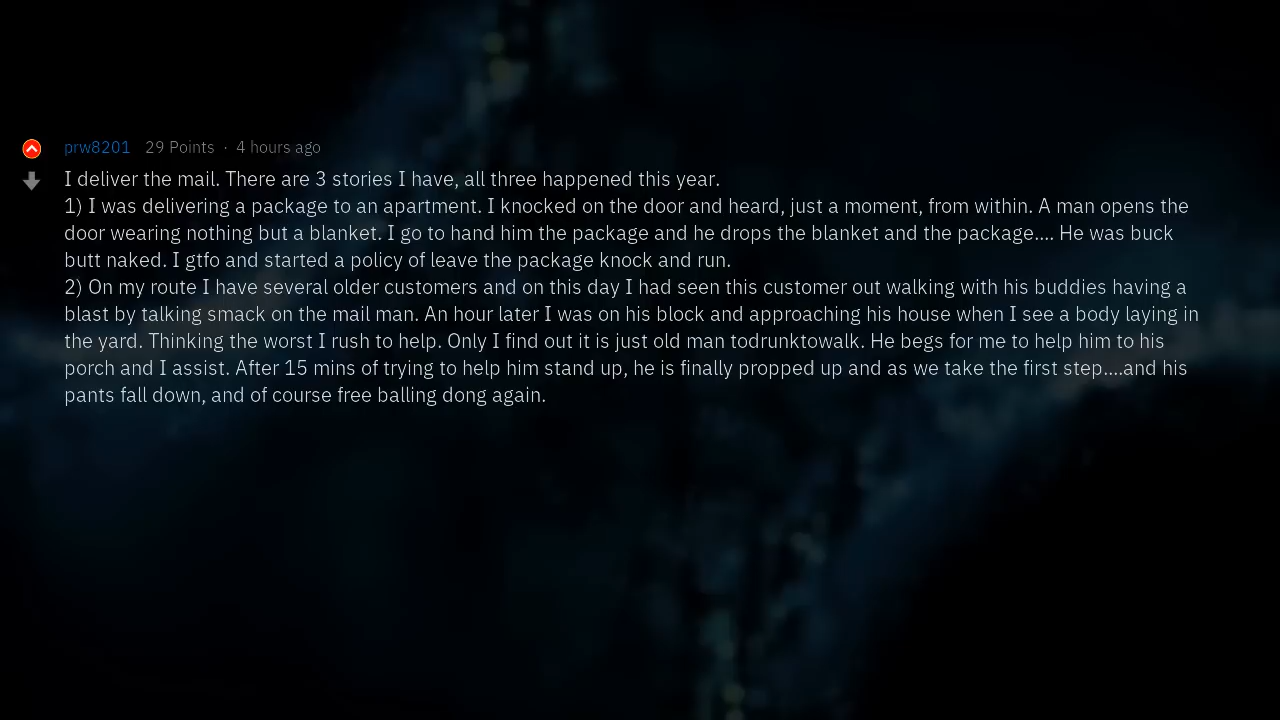 prw8201 29 Points · 4 hours ago
I deliver the mail. There are 3 stories I have, all three happened this year.
1) I was delivering a package to an apartment. I knocked on the door and heard, just a moment, from within. A man opens the
door wearing nothing but a blanket. I go to hand him the package and he drops the blanket and the package.... He was buck
butt naked. I gtfo and started a policy of leave the package knock and run.
2) On my route I have several older customers and on this day I had seen this customer out walking with his buddies having a
blast by talking smack on the mail man. An hour later I was on his block and approaching his house when I see a body laying in
the yard. Thinking the worst I rush to help. Only I find out it is just old man todrunktowalk. He begs for me to help him to his
porch and I assist. After 15 mins of trying to help him stand up, he is finally propped up and as we take the first step....and his
pants fall down, and of course free balling dong again.